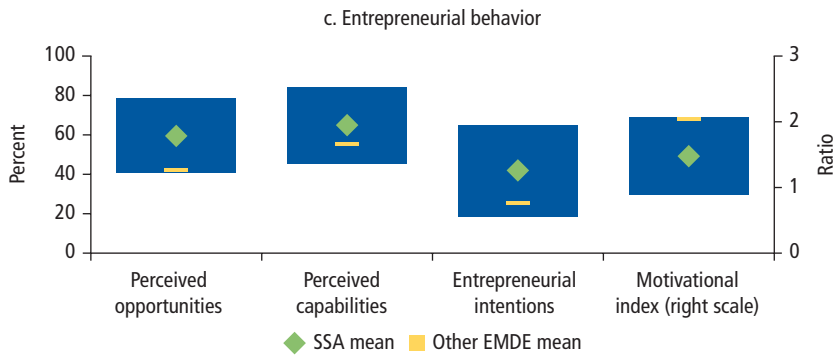 c. Entrepreneurial behavior
100
80
60
40
20
0
Percent
3
2
1
0
Ratio
Perceived
opportunities
Perceived
capabilities
Entrepreneurial
intentions
Motivational
index (right scale)
SSA mean
Other EMDE mean